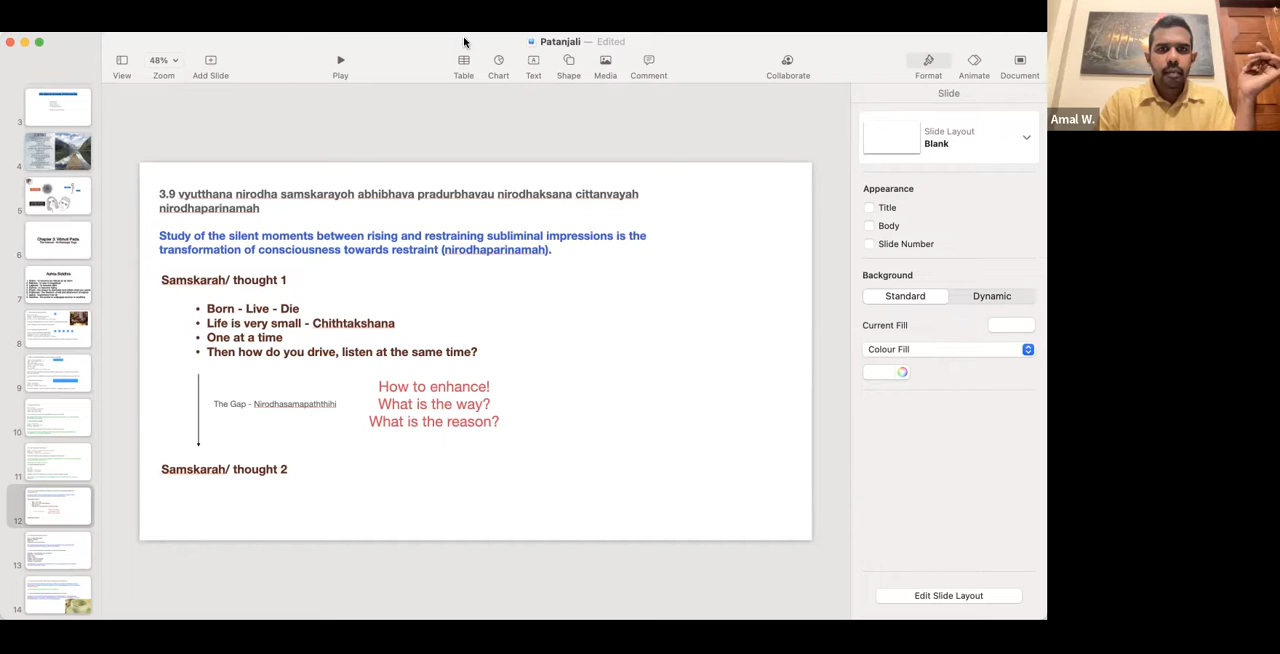 Patanjali — Edited
View
48%
Zoom
Add Slide
Play
Table
Chart
Text
Shape
Media
Comment
Collaborate
Format
Animate
Document
Amal W.
3
4
5
6
7
8
9
10
11
12
13
14
Ashta Siddhis
3.9 vyutthana nirodha samskarayoh abhibhava pradurbhavau nirodhaksana cittanvayah
nirodhaparinamah
Study of the silent moments between rising and restraining subliminal impressions is the
transformation of consciousness towards restraint (nirodhaparinamah).
Samskarah/ thought 1
• Born - Live - Die
• Life is very small - Chithtakshana
• One at a time
• Then how do you drive, listen at the same time?
The Gap - Nirodhasamapaththihi
How to enhance!
What is the way?
What is the reason?
Samskarah/ thought 2
Slide
Slide Layout
Blank
Appearance
Title
Body
Slide Number
Background
Standard
Dynamic
Current Fill
Colour Fill
Edit Slide Layout